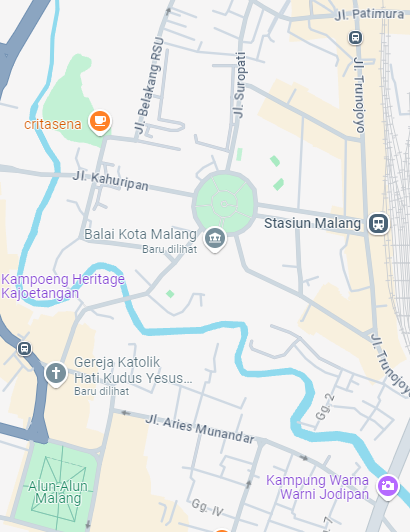 Jl. Patimura
Jl. Belakang RSU
Jl. Suropati
Jl. Trunojoyo
critasena
Jl. Kahuripan
Stasiun Malang
Balai Kota Malang
Baru dilihat
Kampoeng Heritage
Kajoetangan
Gereja Katolik
Hati Kudus Yesus...
Baru dilihat
Jl. Trunojoyo
Gg. 2
Jl. Aries Munandar
Alun-Alun
Malang
Kampung Warna
Warni Jodipan
Gg. IV